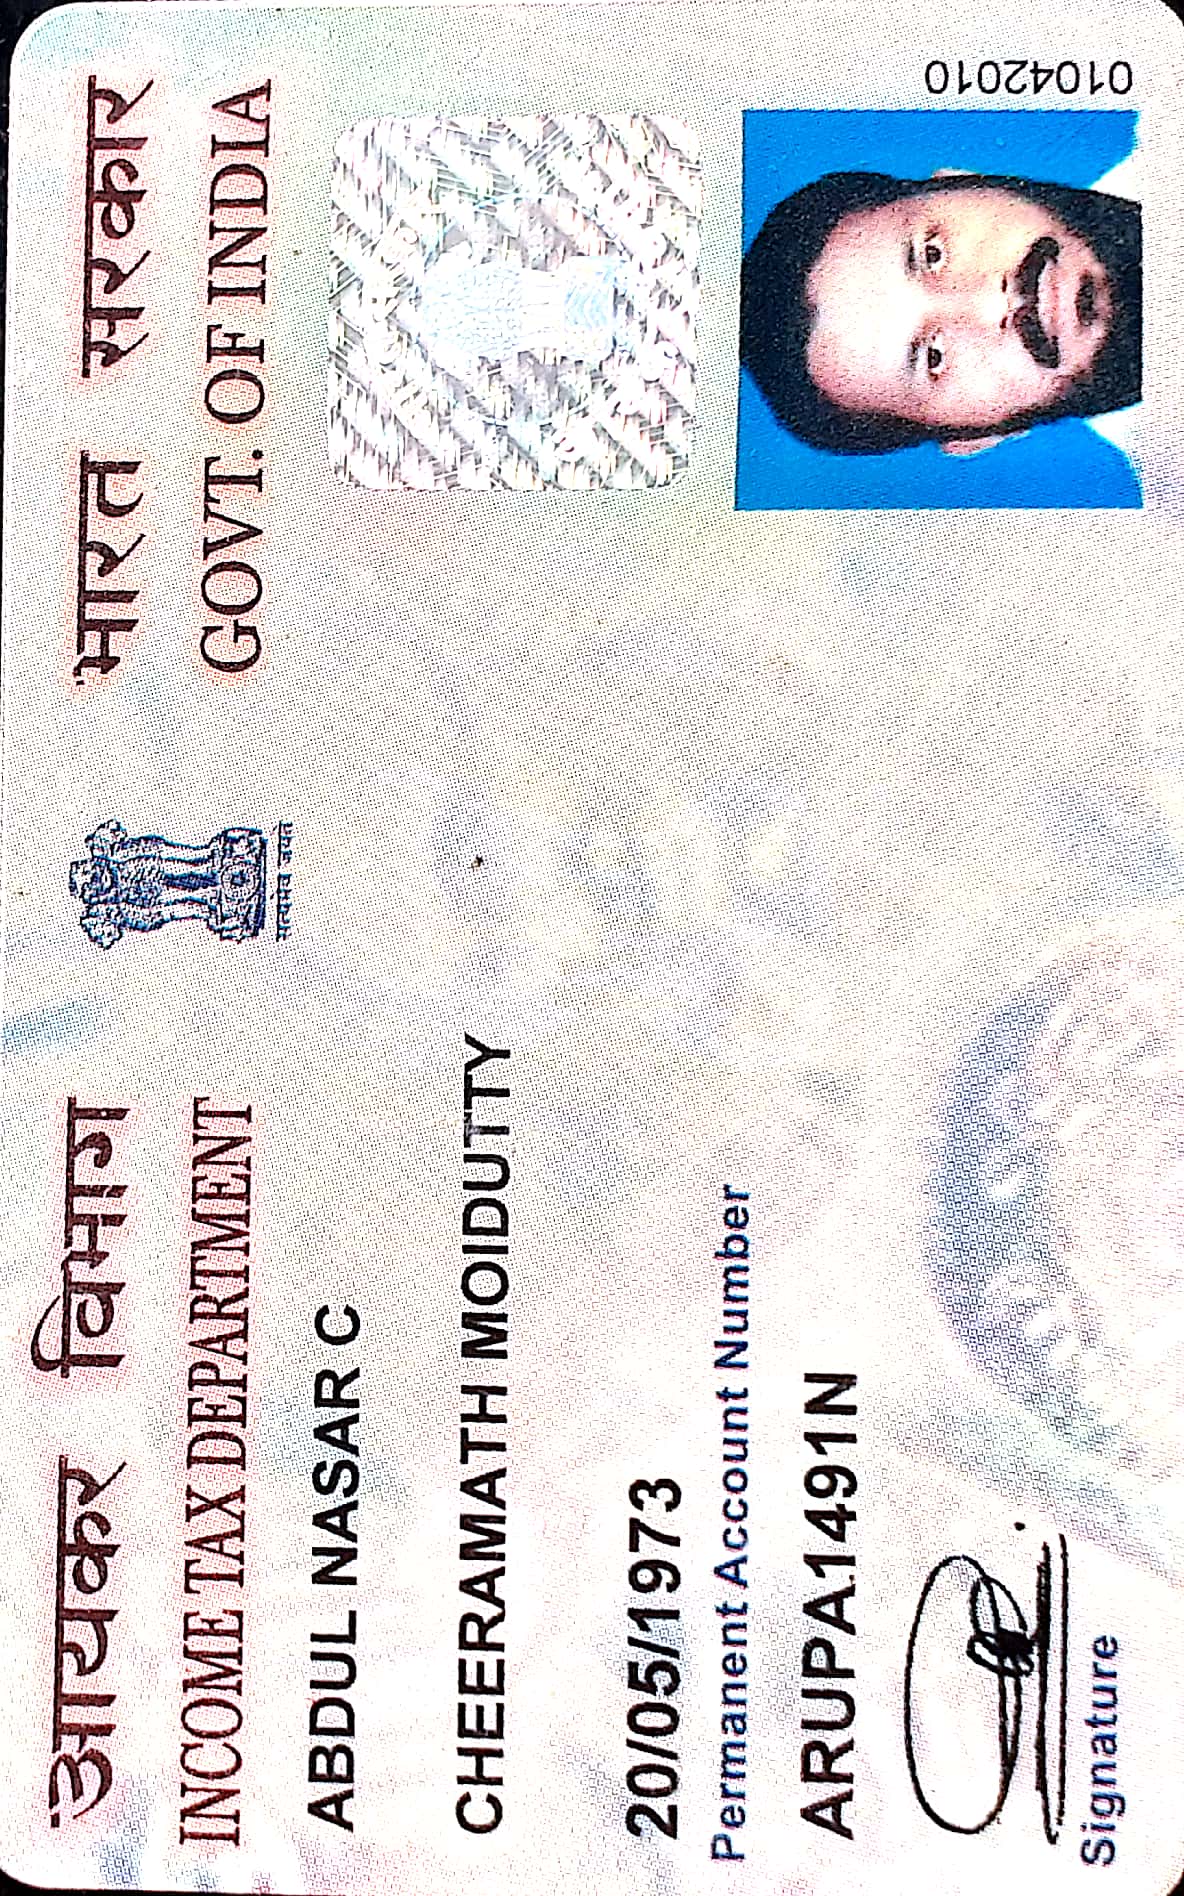 आयकर विभाग
INCOME TAX DEPARTMENT
सत्यमेव जयते
भारत सरकार
GOVT. OF INDIA
ABDUL NASAR C
CHEERAMATH MOIDUTTY
20/05/1973
Permanent Account Number
ARUPA1491N
Signature
01042010